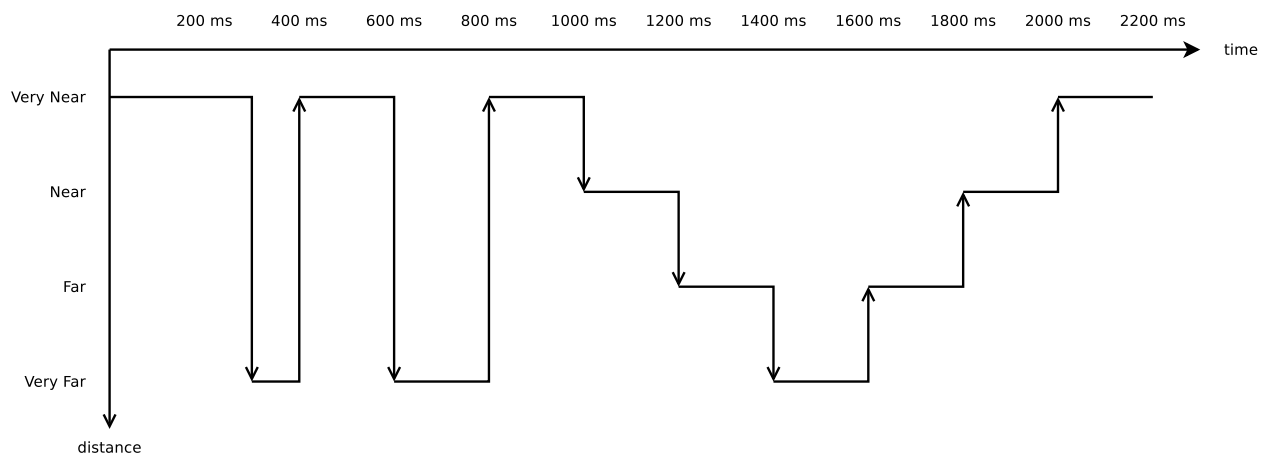 200 ms 400 ms 600 ms 800 ms 1000 ms 1200 ms 1400 ms 1600 ms 1800 ms 2000 ms 2200 ms
time
Very Near
Near
Far
Very Far
distance